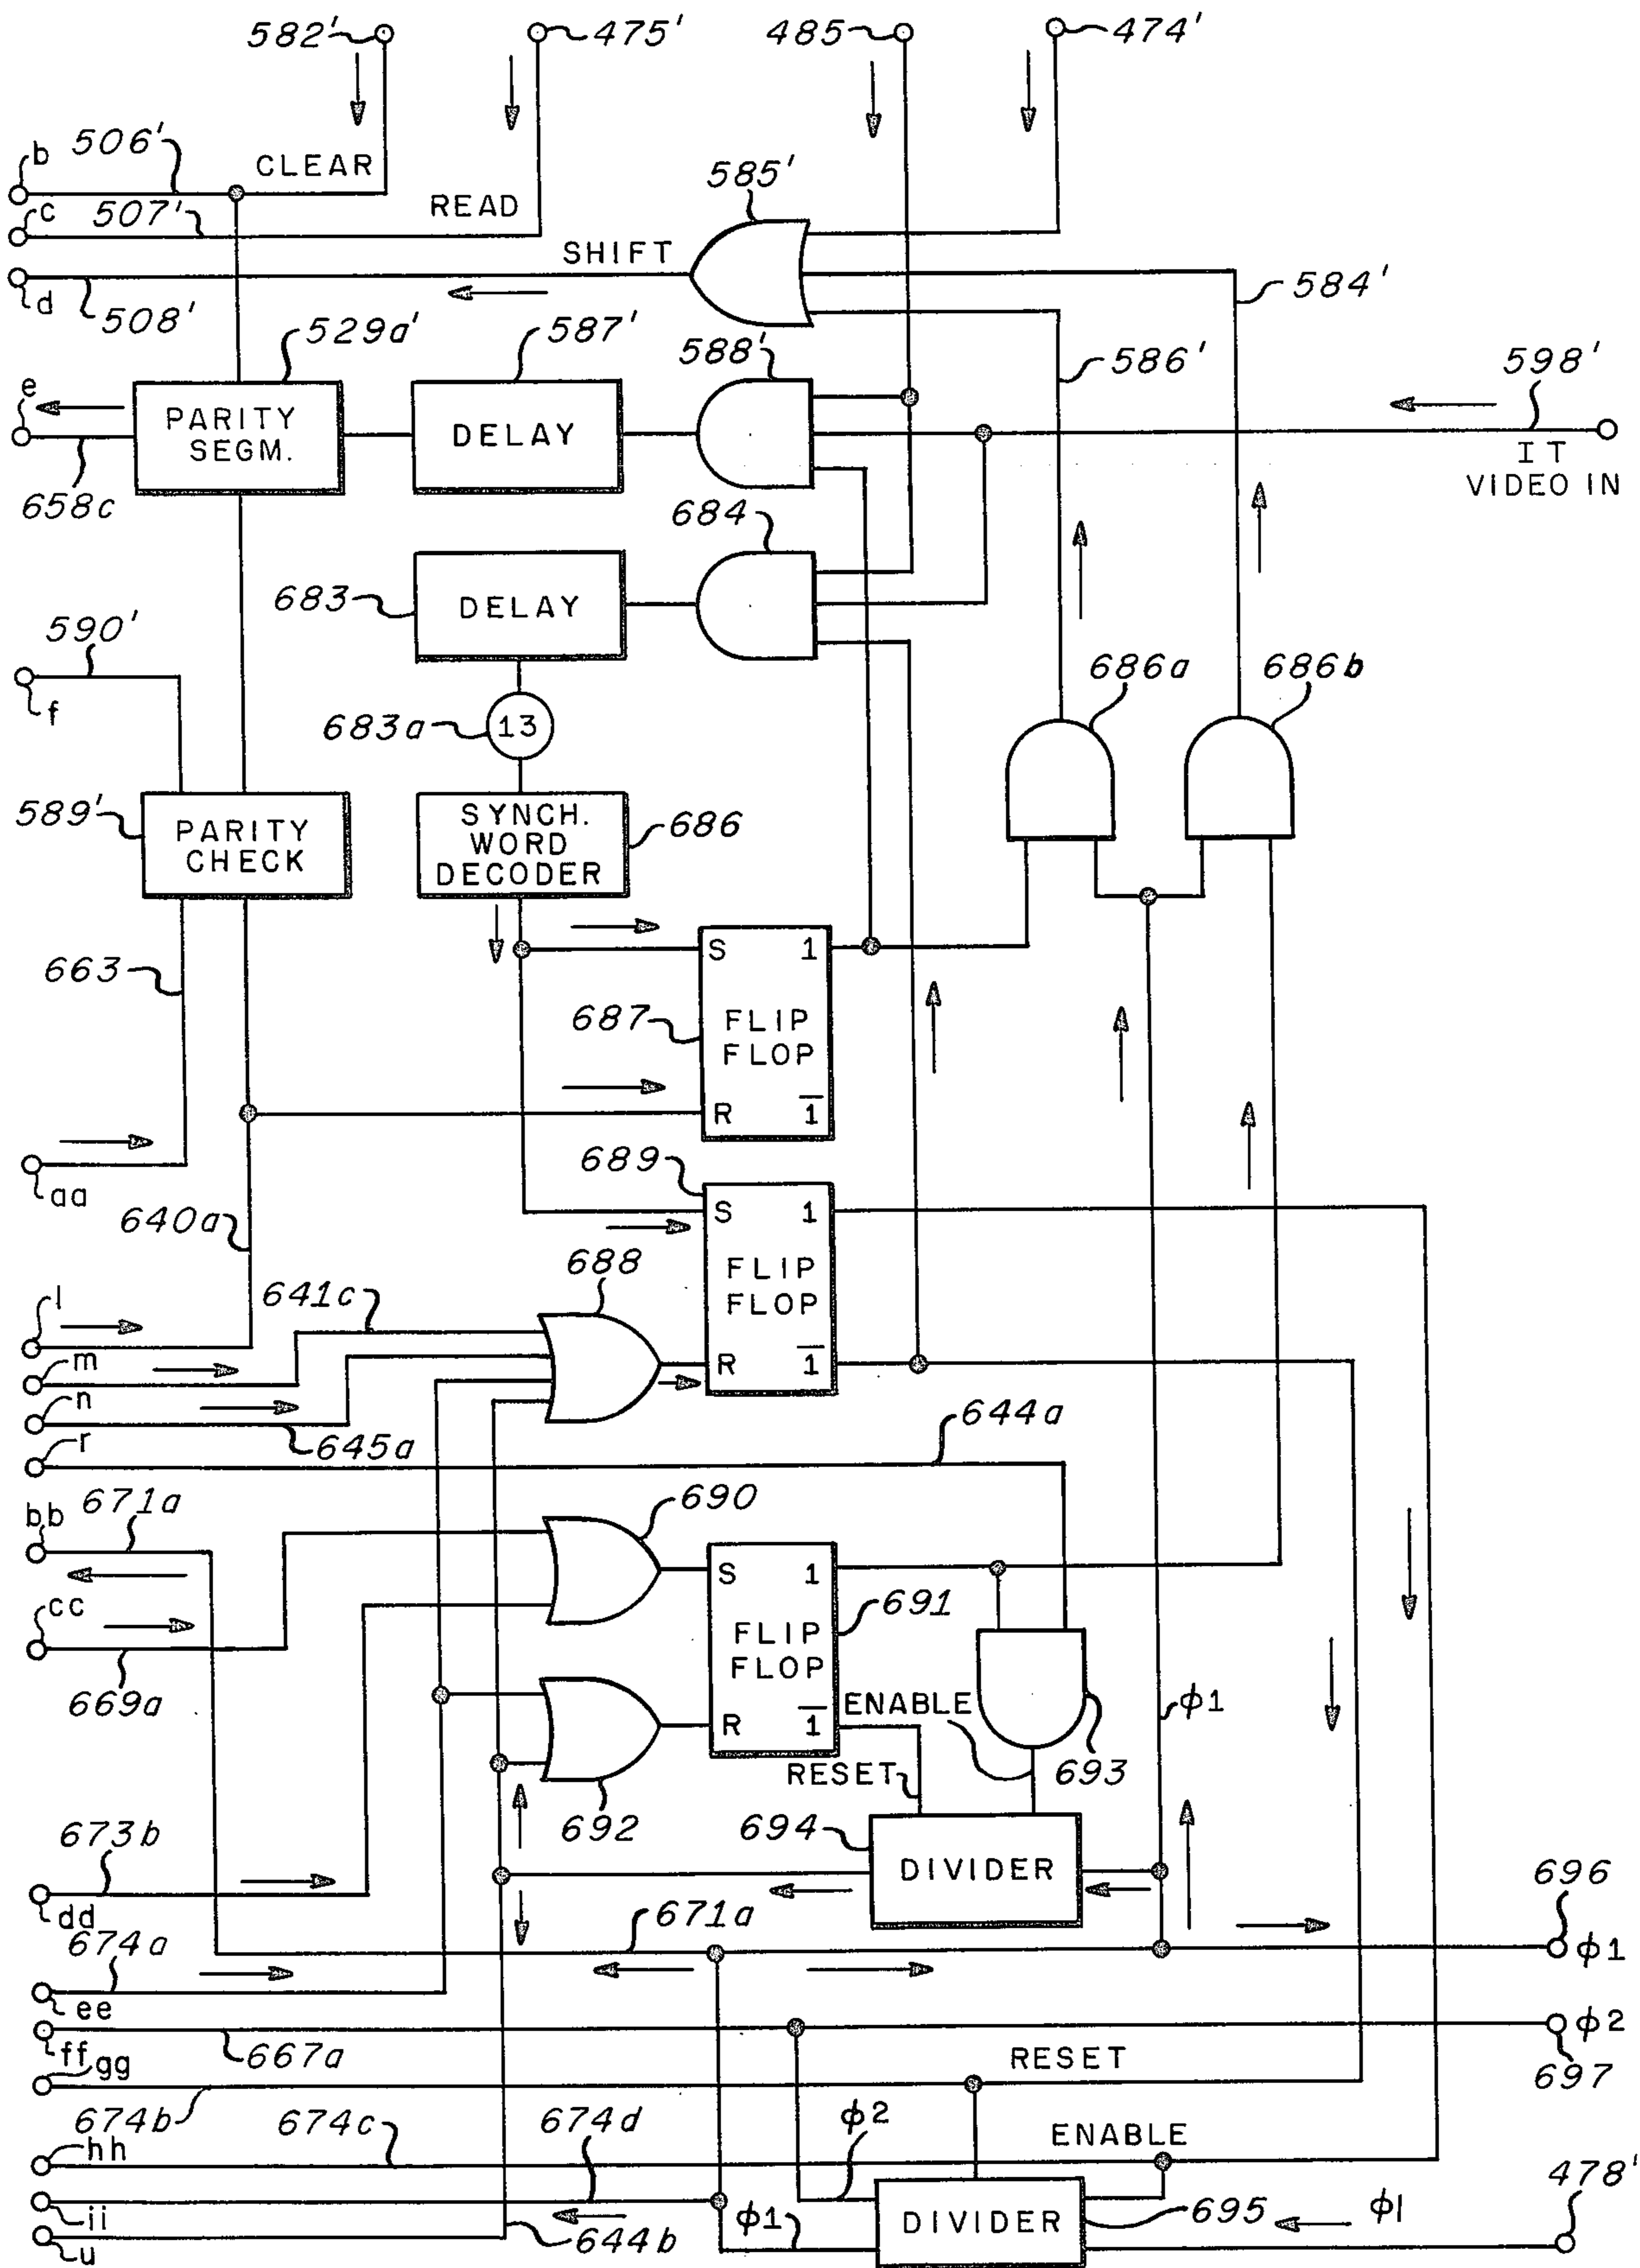 582'
475'
485
474'
b
506'
CLEAR
585'
c
507'
READ
SHIFT
584'
d
508'
529a'
587'
588'
586'
598'
e
PARITY
SEGM.
DELAY
IT
VIDEO IN
658c
684
683
DELAY
590'
f
686a
686b
683a
13
589'
PARITY
CHECK
SYNCH.
WORD
DECODER
686
663
S
1
687
FLIP
FLOP
R
1̅
aa
689
640a
S
1
688
FLIP
FLOP
l
641c
m
R
1̅
n
645a
644a
r
bb
671a
690
S
1
691
cc
FLIP
FLOP
669a
ENABLE
R
1̅
ϕ1
RESET
693
673b
692
694
DIVIDER
696
dd
671a
674a
ϕ1
ee
ϕ2
ff
667a
gg
RESET
697
674b
674c
674d
ϕ2
hh
ENABLE
478'
ii
ϕ1
DIVIDER
695
ϕ1
u
644b